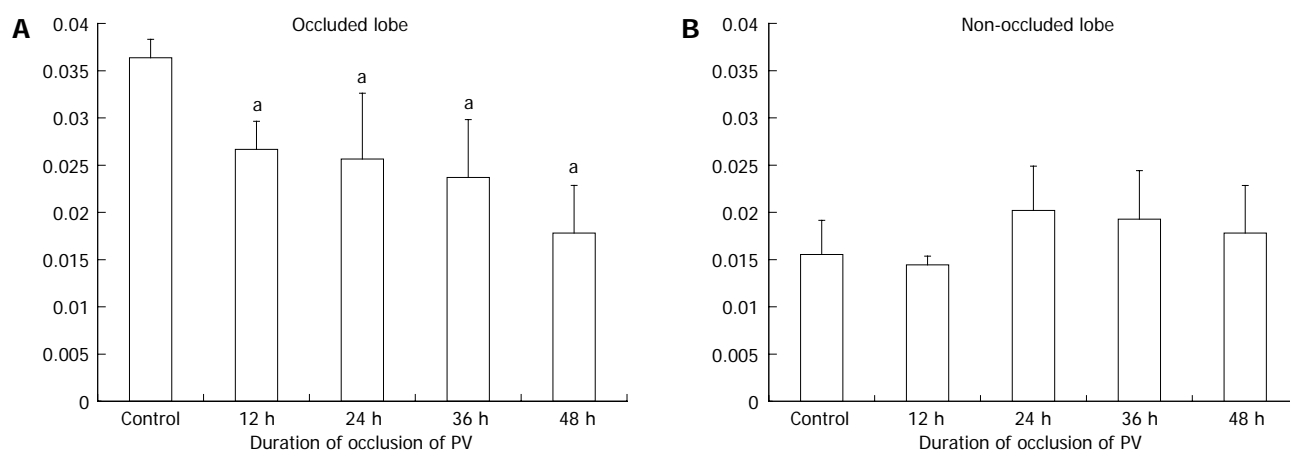 A
Occluded lobe
0.04
0.035
0.03
0.025
0.02
0.015
0.01
0.005
0
a
a
a
a
Control 12 h 24 h 36 h 48 h
Duration of occlusion of PV
B
Non-occluded lobe
0.04
0.035
0.03
0.025
0.02
0.015
0.01
0.005
0
Control 12 h 24 h 36 h 48 h
Duration of occlusion of PV